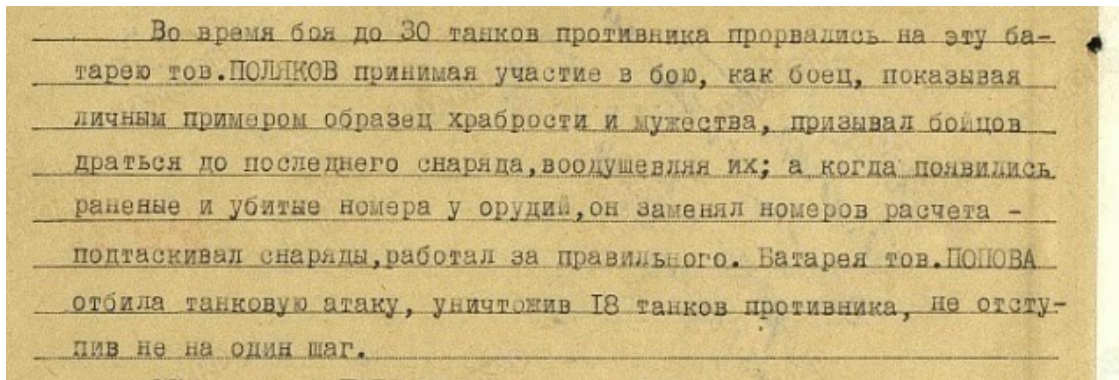 Во время боя до 30 танков противника прорвались на эту ба-
тарею тов.ПОЛЯКОВ принимая участие в бою, как боец, показывая
личным примером образец храбрости и мужества, призывал бойцов
драться до последнего снаряда,воодушевляя их; а когда появились
раненые и убитые номера у орудий,он заменял номеров расчета -
подтаскивал снаряды,работал за правильного. Батарея тов.ПОПОВА
отбила танковую атаку, уничтожив I8 танков противника, не отсту-
пив не на один шаг.